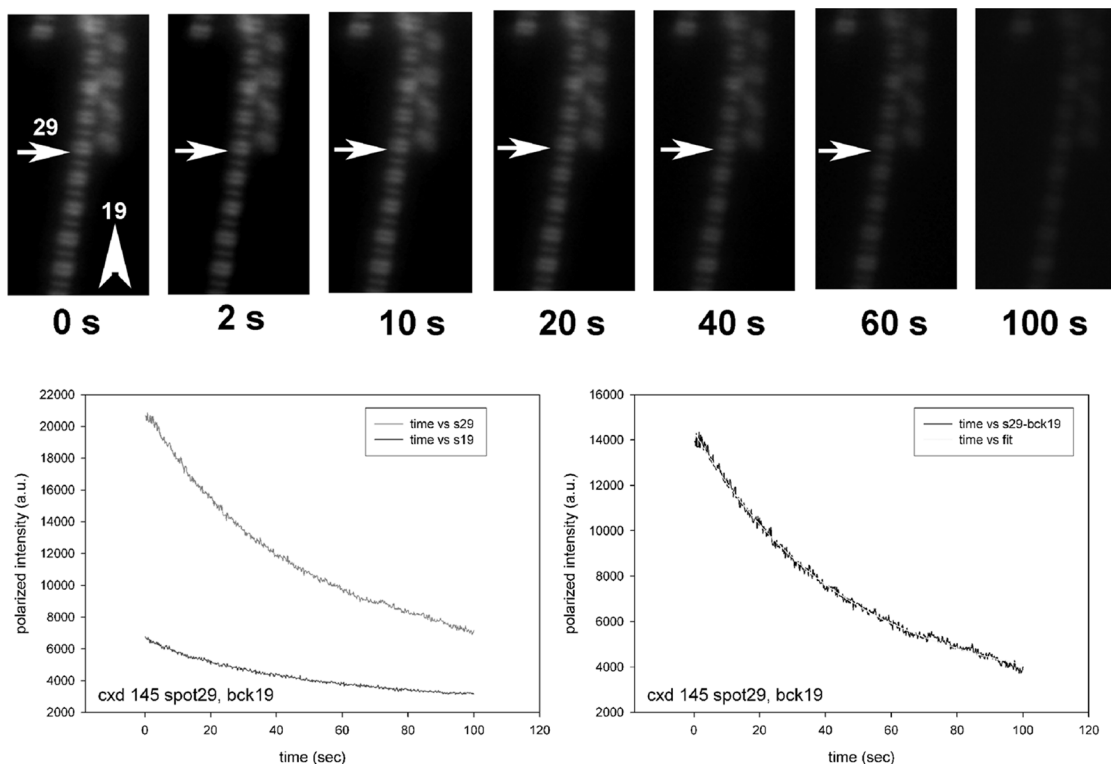 29
19
0 s
2 s
10 s
20 s
40 s
60 s
100 s
22000
20000
18000
16000
14000
12000
10000
8000
6000
4000
2000
polarized intensity (a.u.)
time vs s29
time vs s19
cxd 145 spot29, bck19
0
20
40
60
80
100
120
time (sec)
16000
14000
12000
10000
8000
6000
4000
2000
polarized intensity (a.u.)
time vs s29-bck19
time vs fit
cxd 145 spot29, bck19
0
20
40
60
80
100
120
time (sec)